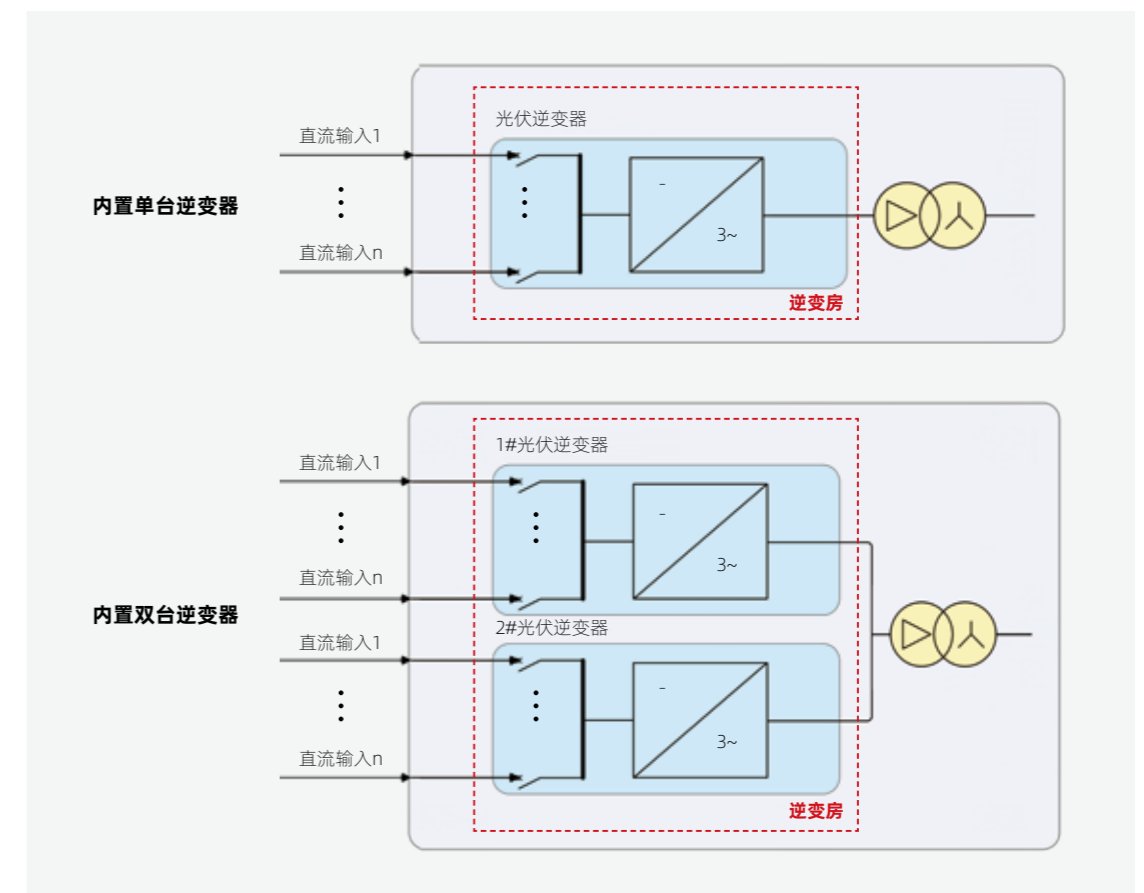 光伏逆变器
直流输入1
内置单台逆变器
-
3~
直流输入n
逆变房
1#光伏逆变器
直流输入1
-
3~
直流输入n
内置双台逆变器
2#光伏逆变器
直流输入1
-
3~
直流输入n
逆变房